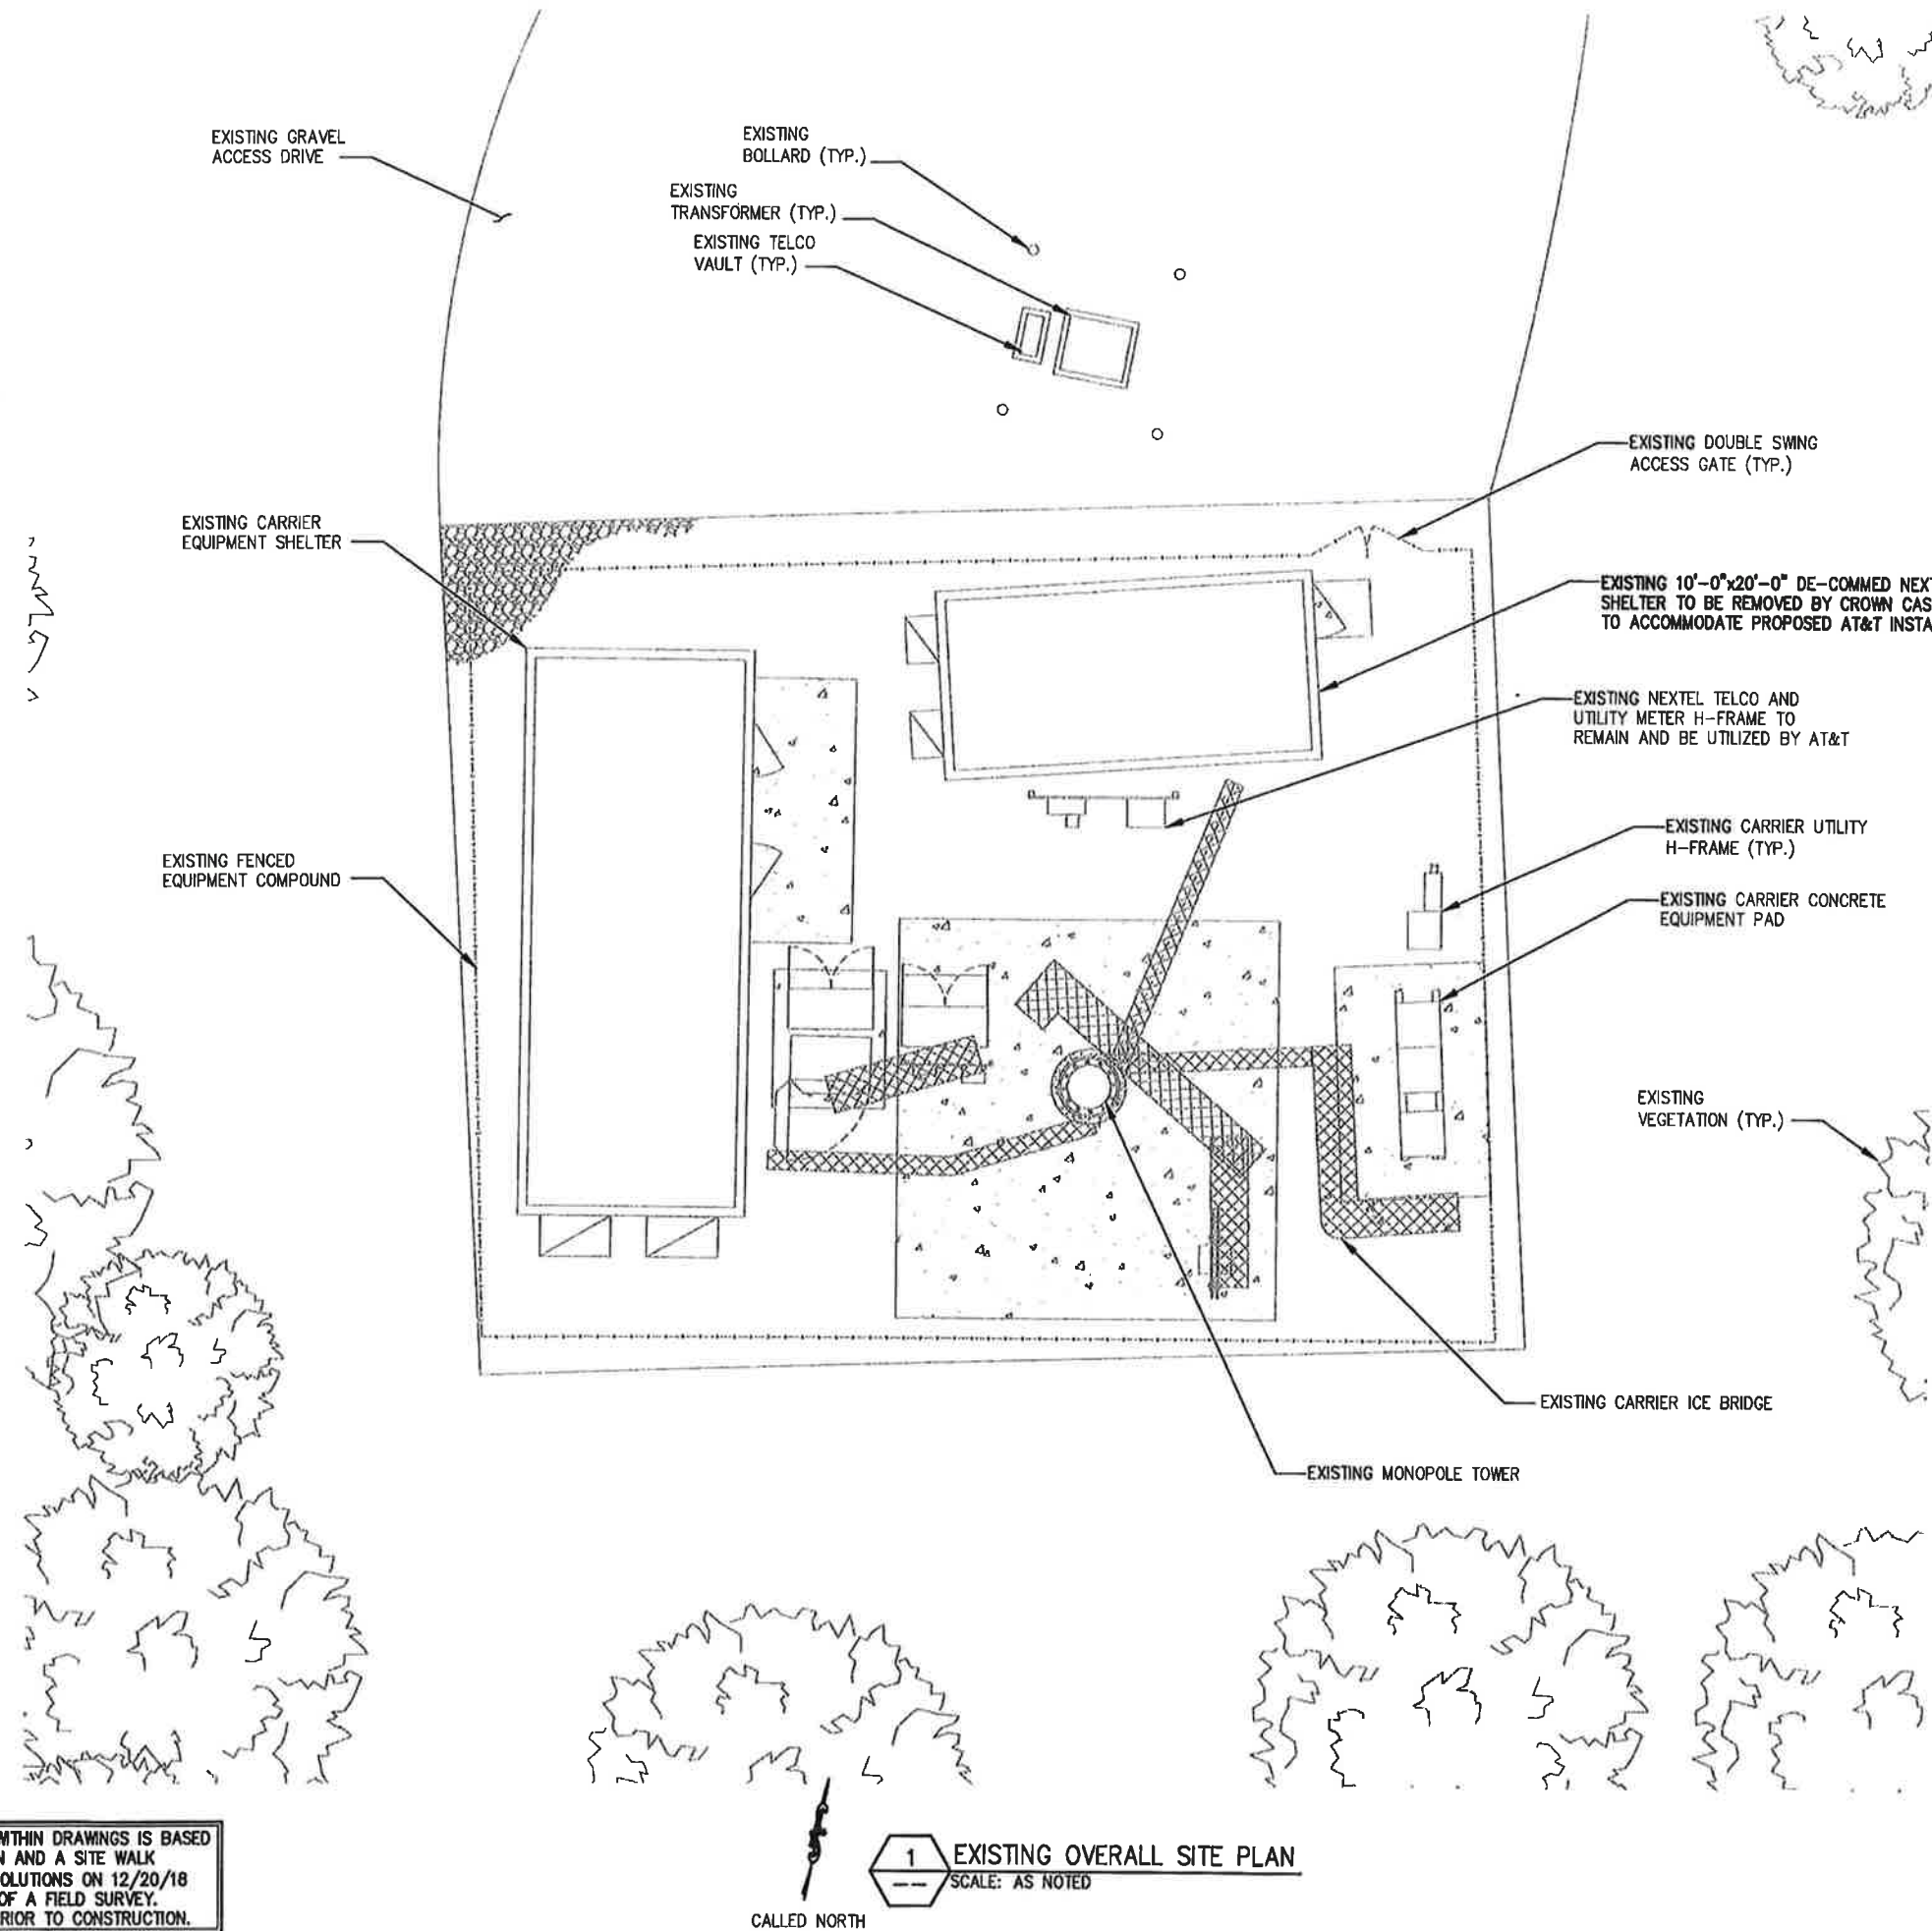 EXISTING GRAVEL
ACCESS DRIVE
EXISTING
BOLLARD (TYP.)
EXISTING
TRANSFORMER (TYP.)
EXISTING TELCO
VAULT (TYP.)
EXISTING DOUBLE SWING
ACCESS GATE (TYP.)
EXISTING CARRIER
EQUIPMENT SHELTER
EXISTING 10'-0"x20'-0" DE-COMMED
SHELTER TO BE REMOVED BY CROWN
TO ACCOMMODATE PROPOSED AT&T
EXISTING NEXTEL TELCO AND
UTILITY METER H-FRAME TO
REMAIN AND BE UTILIZED BY AT&T
EXISTING CARRIER UTILITY
H-FRAME (TYP.)
EXISTING FENCED
EQUIPMENT COMPOUND
EXISTING CARRIER CONCRETE
EQUIPMENT PAD
EXISTING
VEGETATION (TYP.)
EXISTING CARRIER ICE BRIDGE
EXISTING MONOPOLE TOWER
WITHIN DRAWINGS IS BASED
AND A SITE WALK
ON 12/20/18
OF A FIELD SURVEY.
TO CONSTRUCTION.
CALLED NORTH
1
EXISTING OVERALL SITE PLAN
SCALE: AS NOTED